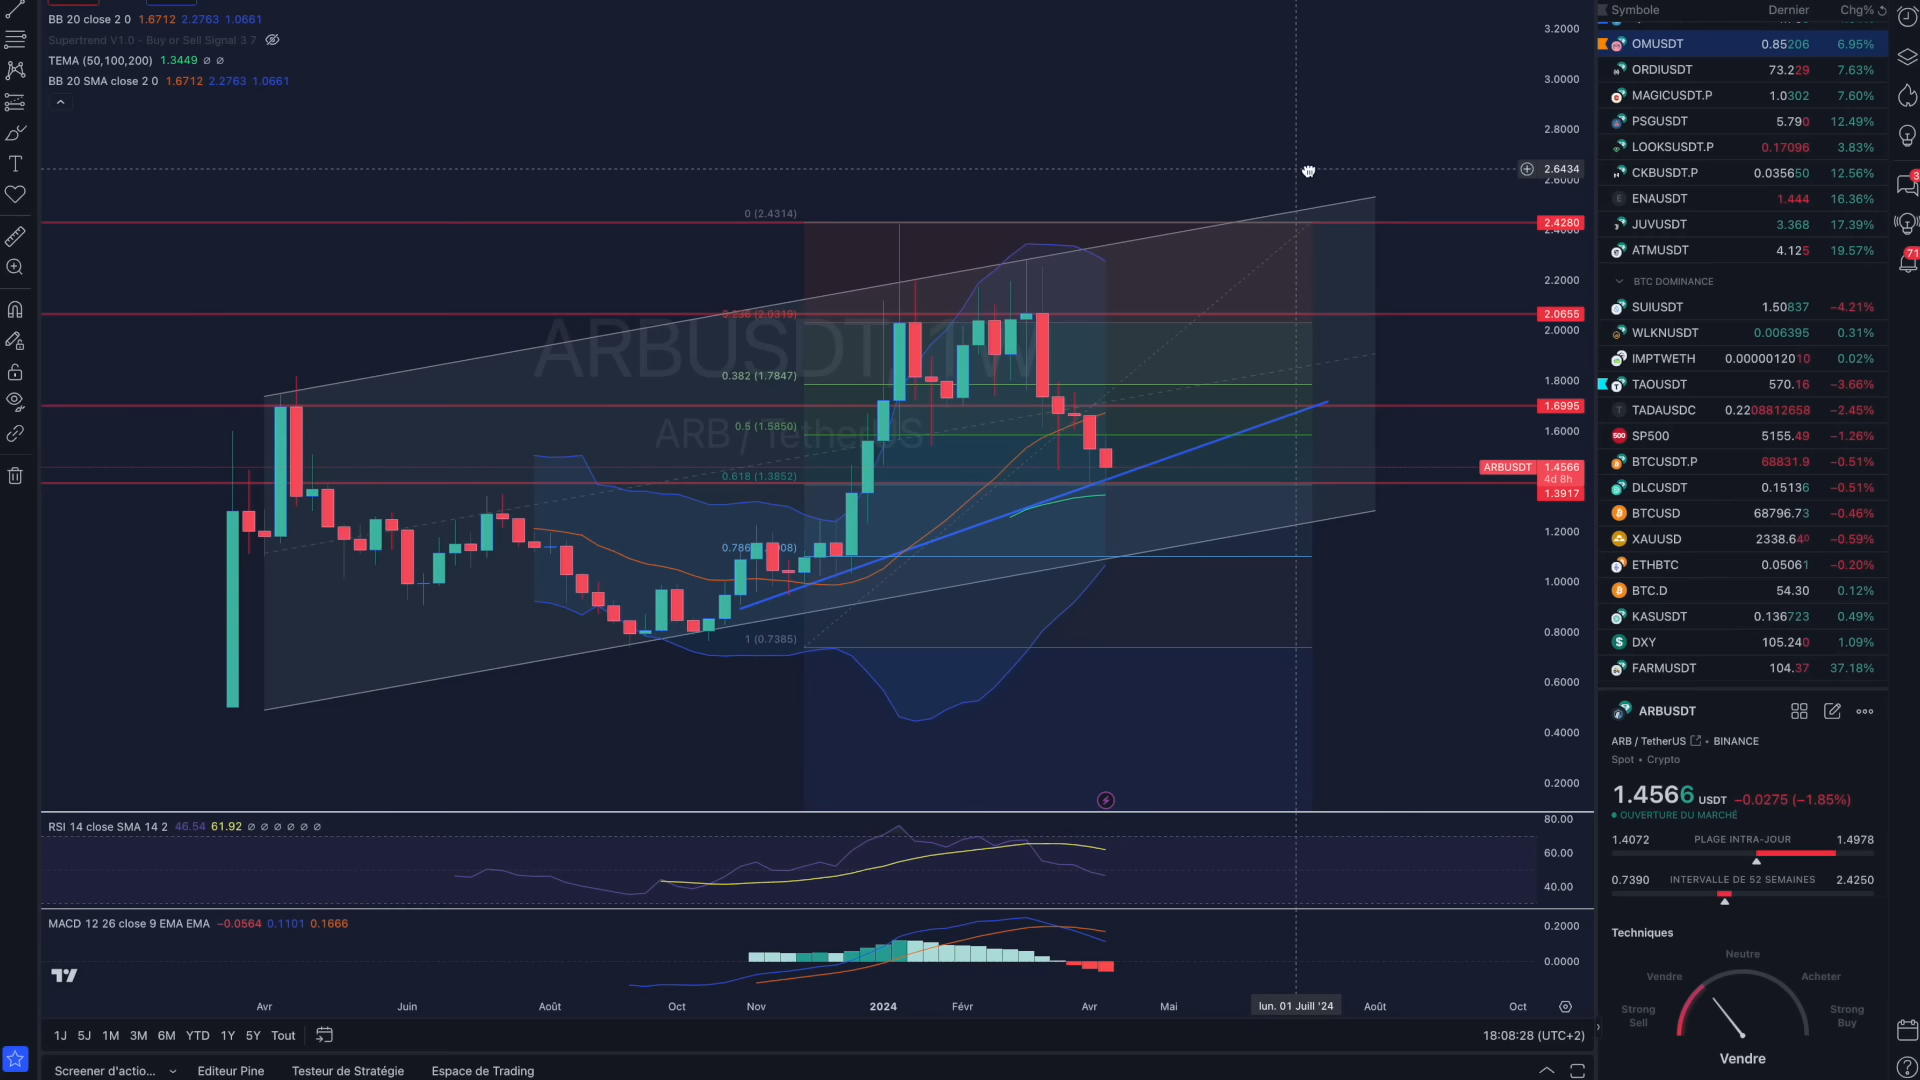 BB 20 close 2 0 1.6712 2.2763 1.0661
Supertrend V1.0 - Buy or Sell Signal 3 7
TEMA (50,100,200) 1.3449 ∅ ∅
BB 20 SMA close 2 0 1.6712 2.2763 1.0661
ARBUSDT, 1W
ARB / TetherUS
0 (2.4314)
0.236 (2.0319)
0.382 (1.7847)
0.5 (1.5850)
0.618 (1.3852)
1 (0.7385)
3.2000
3.0000
2.8000
2.6434
2.6000
2.4280
2.4000
2.2000
2.0655
2.0000
1.8000
1.6995
1.6000
ARBUSDT 1.4566
4d 8h
1.3917
1.2000
1.0000
0.8000
0.6000
0.4000
0.2000
RSI 14 close SMA 14 2 46.54 61.92 ∅ ∅ ∅ ∅ ∅ ∅
80.00
60.00
40.00
MACD 12 26 close 9 EMA EMA −0.0564 0.1101 0.1666
0.2000
0.0000
Avr Juin Août Oct Nov 2024 Févr Avr Mai lun. 01 Juill '24 Août Oct
1J 5J 1M 3M 6M YTD 1Y 5Y Tout
18:08:28 (UTC+2)
Screener d'actio... Editeur Pine Testeur de Stratégie Espace de Trading
Symbole Dernier Chg%
OMUSDT 0.85206 6.95%
ORDIUSDT 73.229 7.63%
MAGICUSDT.P 1.0302 7.60%
PSGUSDT 5.790 12.49%
LOOKSUSDT.P 0.17096 3.83%
CKBUSDT.P 0.035650 12.56%
ENAUSDT 1.444 16.36%
JUVUSDT 3.368 17.39%
ATMUSDT 4.125 19.57%
BTC DOMINANCE
SUIUSDT 1.50837 −4.21%
WLKNUSDT 0.006395 0.31%
IMPTWETH 0.0000012010 0.02%
TAOUSDT 570.16 −3.66%
TADAUSDC 0.2208812658 −2.45%
SP500 5155.49 −1.26%
BTCUSDT.P 68831.9 −0.51%
DLCUSDT 0.15136 −0.51%
BTCUSD 68796.73 −0.46%
XAUUSD 2338.640 −0.59%
ETHBTC 0.05061 −0.20%
BTC.D 54.30 0.12%
KASUSDT 0.136723 0.49%
DXY 105.240 1.09%
FARMUSDT 104.37 37.18%
ARBUSDT
ARB / TetherUS • BINANCE
Spot • Crypto
1.4566 USDT −0.0275 (−1.85%)
OUVERTURE DU MARCHÉ
1.4072 PLAGE INTRA-JOUR 1.4978
0.7390 INTERVALLE DE 52 SEMAINES 2.4250
Techniques
Neutre
Vendre Acheter
Strong Sell Strong Buy
Vendre
71